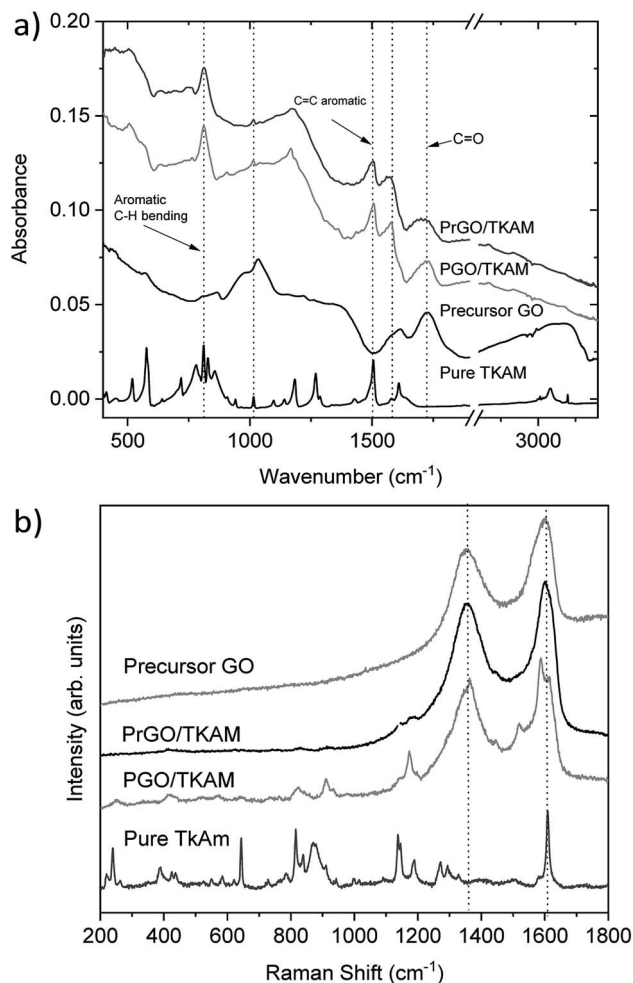 a)
0.20
0.15
0.10
0.05
0.00
Absorbance
C=C aromatic
C=O
Aromatic
C-H bending
PrGO/TKAM
PGO/TKAM
Precursor GO
Pure TKAM
500 1000 1500 3000
Wavenumber (cm⁻¹)
b)
Intensity (arb. units)
Precursor GO
PrGO/TKAM
PGO/TKAM
Pure TkAm
200 400 600 800 1000 1200 1400 1600 1800
Raman Shift (cm⁻¹)